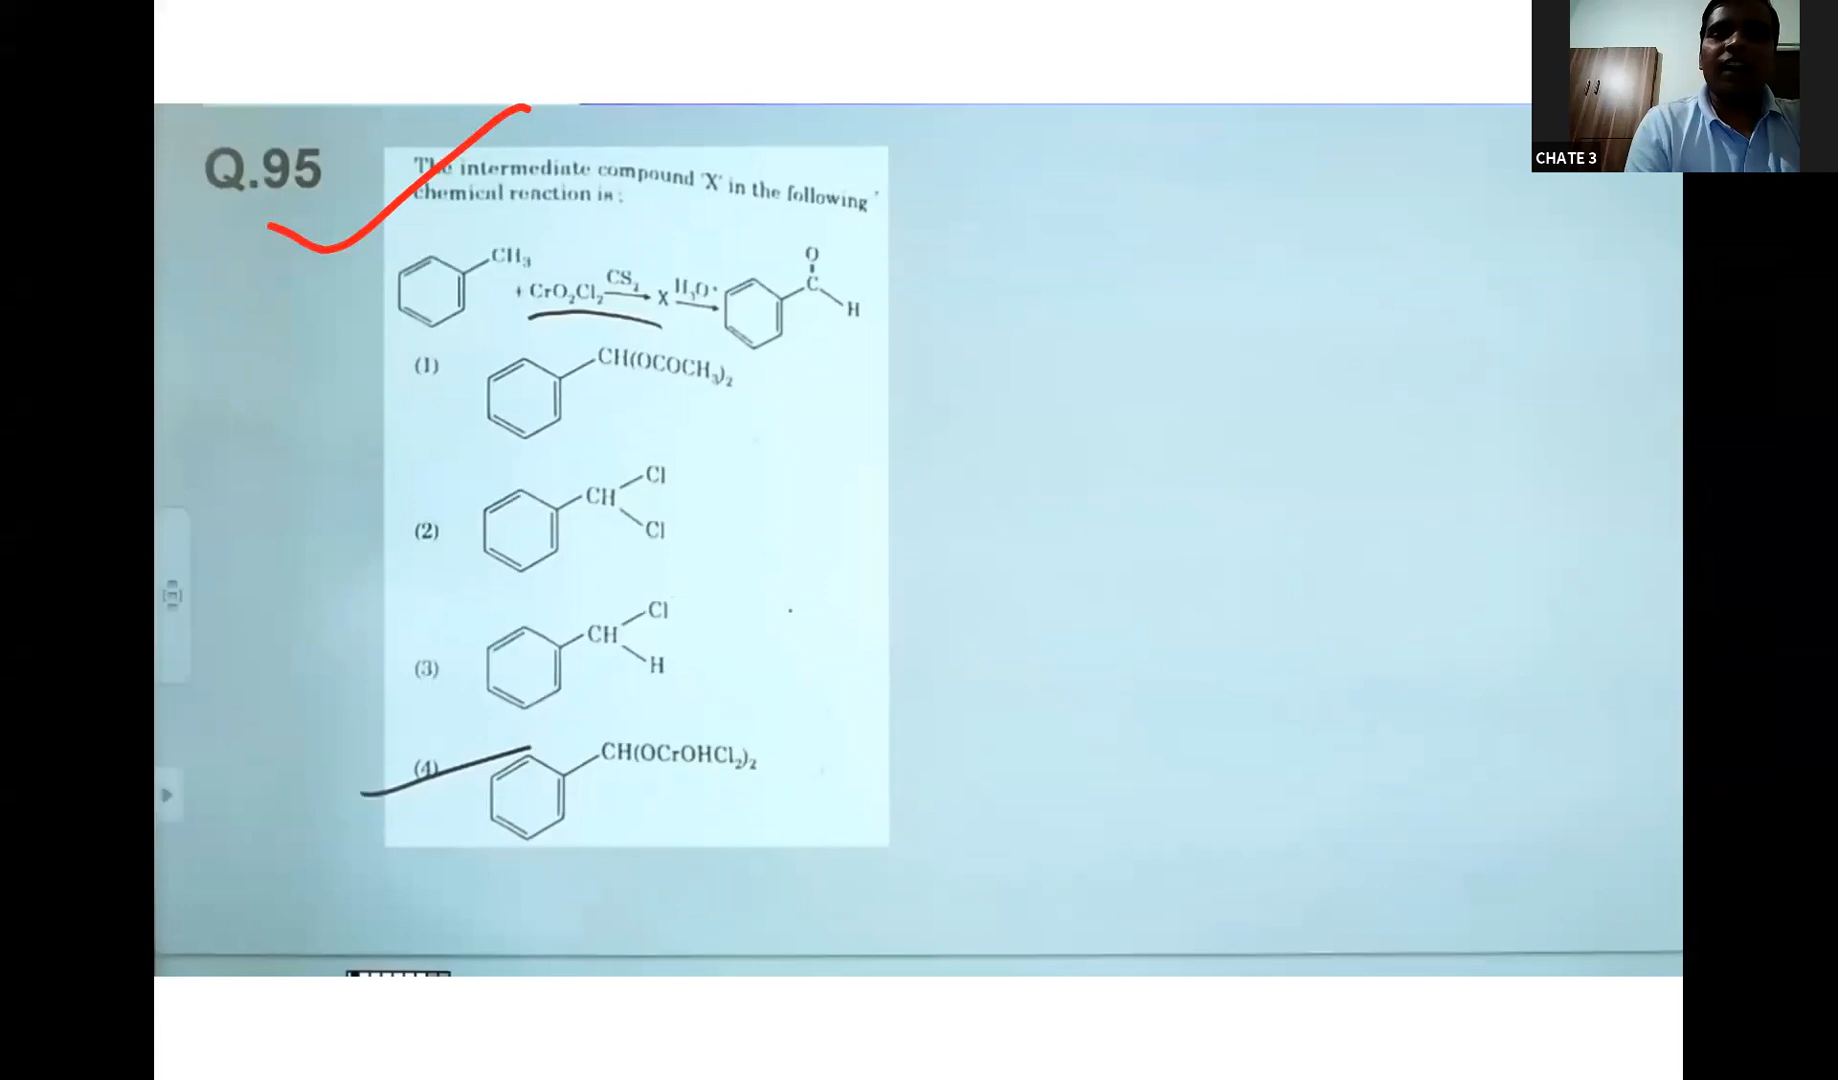 CHATE 3
Q.95
The intermediate compound 'X' in the following
chemical reaction is :
CH₃
+ CrO₂Cl₂ CS₂ X H₃O⁺
O
C
H
(1)
CH(OCOCH₃)₂
(2)
CH
Cl
Cl
(3)
CH
Cl
H
(4)
CH(OCrOHCl₂)₂